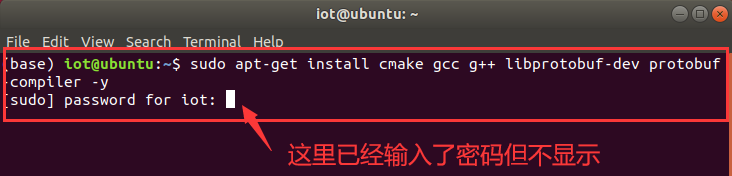 iot@ubuntu: ~
File Edit View Search Terminal Help
(base) iot@ubuntu:~$ sudo apt-get install cmake gcc g++ libprotobuf-dev protobuf
-compiler -y
[sudo] password for iot:
这里已经输入了密码但不显示